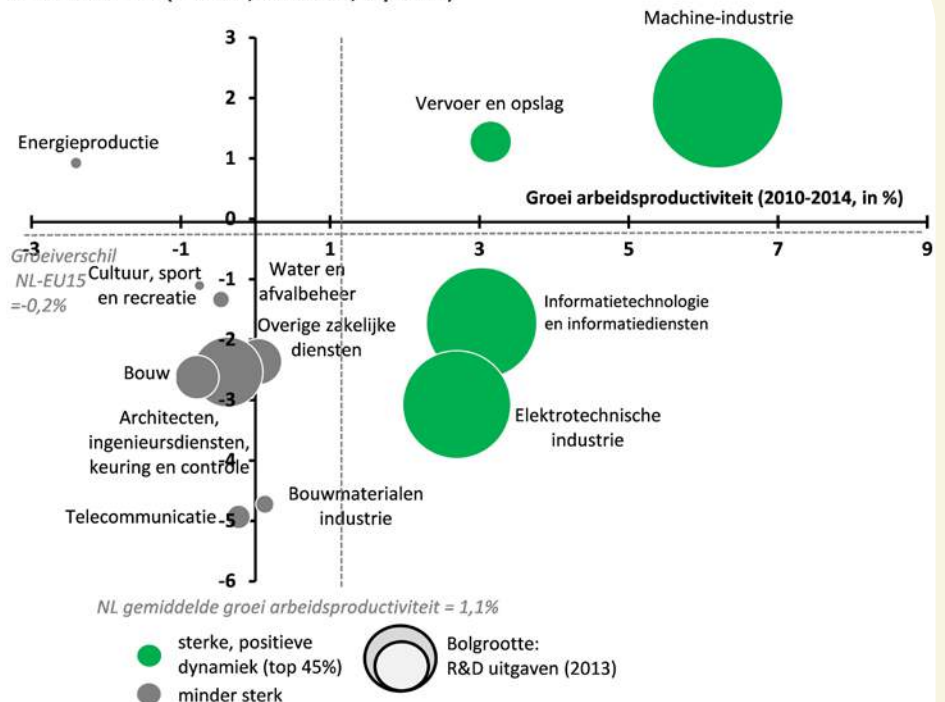 Machine-industrie
3
2
Vervoer en opslag
Energieproductie
1
Groei arbeidsproductiviteit (2010-2014, in %)
0
-3
-1
1
3
5
7
9
Groeiverschil
NL-EU15
=-0,2%
Cultuur, sport
en recreatie
-1
Water en
afvalbeheer
Informatietechnologie
en informatiediensten
Overige zakelijke
diensten
-2
Bouw
-3
Architecten,
ingenieursdiensten,
keuring en controle
-4
Elektrotechnische
industrie
Bouwmaterialen
industrie
Telecommunicatie
-5
-6
NL gemiddelde groei arbeidsproductiviteit = 1,1%
sterke, positieve
dynamiek (top 45%)
minder sterk
Bolgrootte:
R&D uitgaven (2013)